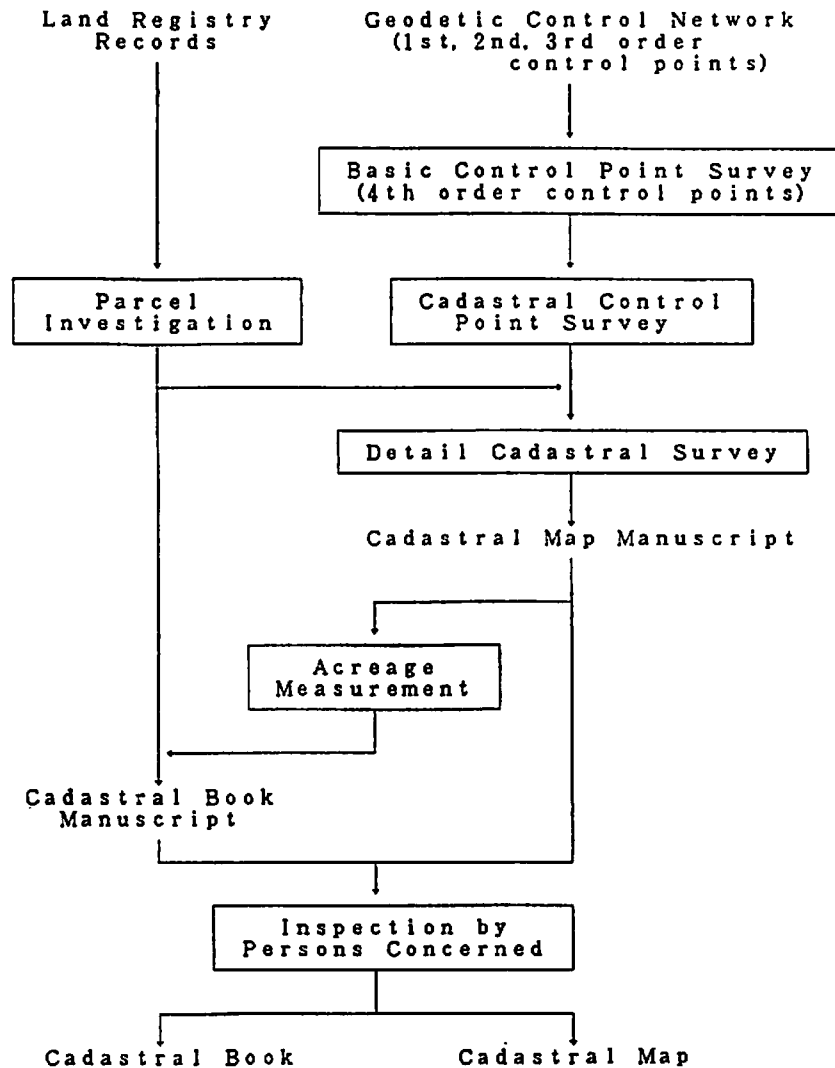 Land Registry
Records
Geodetic Control Network
(1st, 2nd, 3rd order
control points)
Basic Control Point Survey
(4th order control points)
Parcel
Investigation
Cadastral Control
Point Survey
Detail Cadastral Survey
Cadastral Map Manuscript
Acreage
Measurement
Cadastral Book
Manuscript
Inspection by
Persons Concerned
Cadastral Book
Cadastral Map